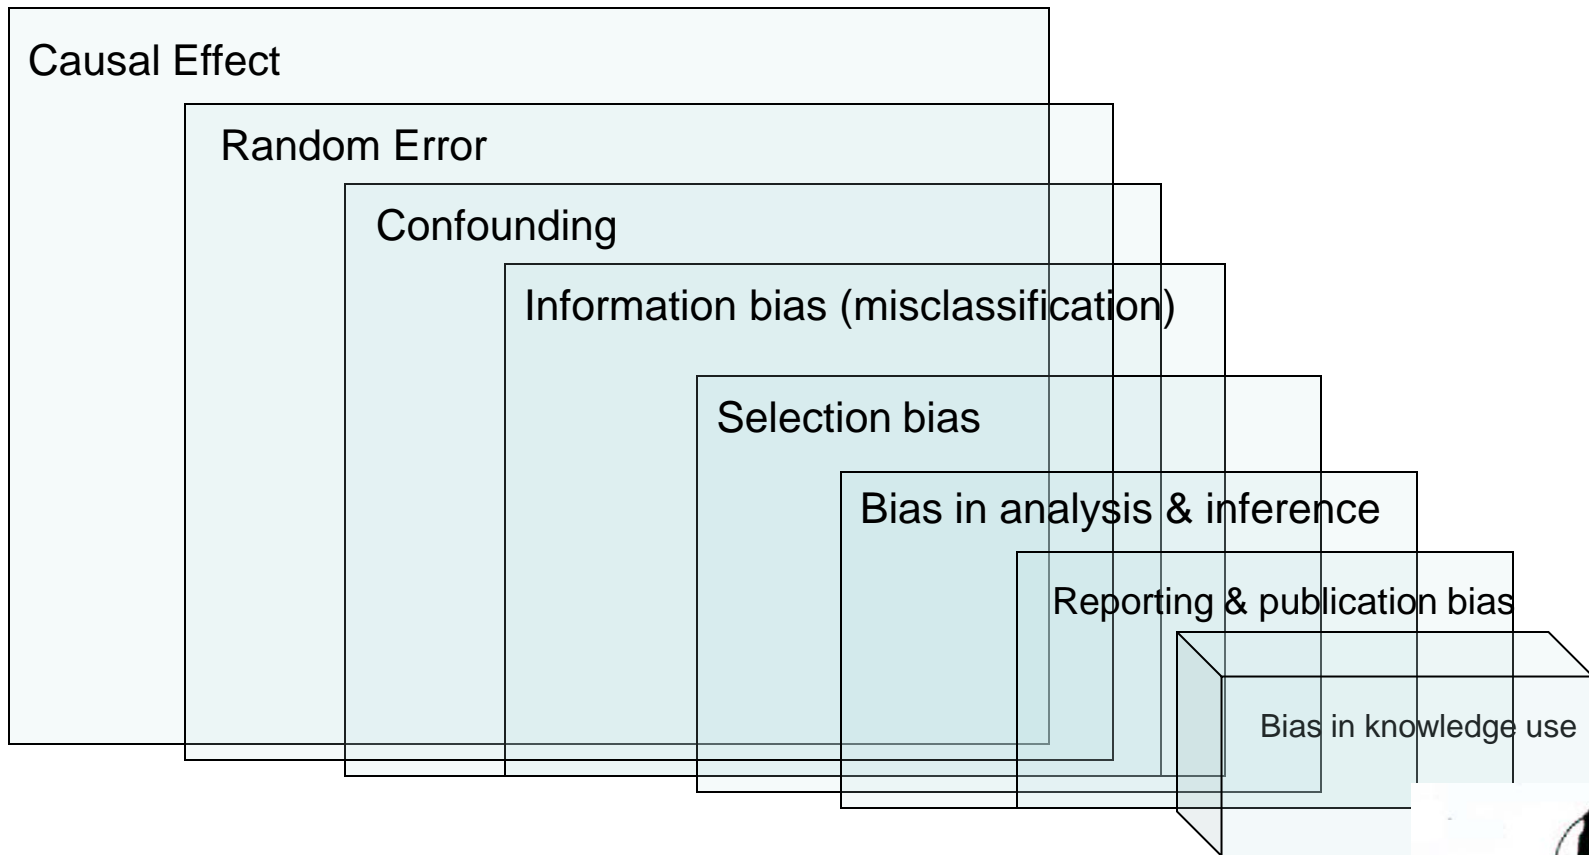 Causal Effect
Random Error
Confounding
Information bias (misclassification)
Selection bias
Bias in analysis & inference
Reporting & publication bias
Bias in knowledge use